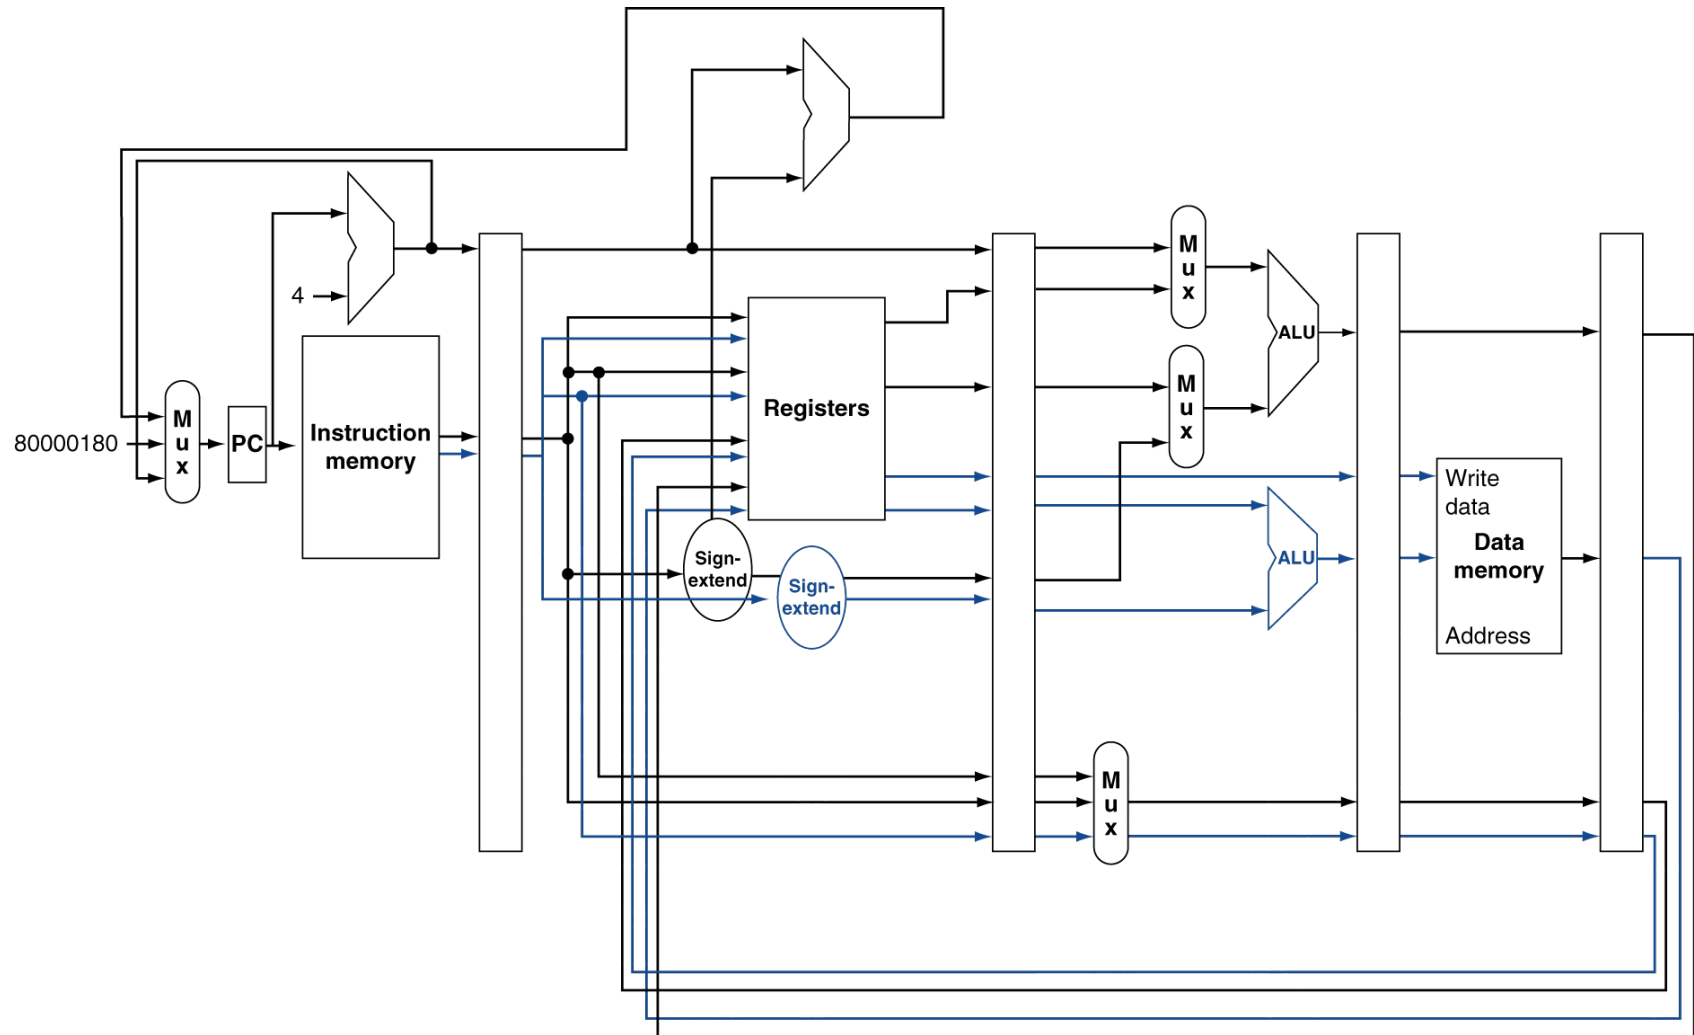 4
M
u
x
80000180
PC
Instruction
memory
Registers
Sign-
extend
Sign-
extend
M
u
x
M
u
x
ALU
ALU
M
u
x
Write
data
Data
memory
Address